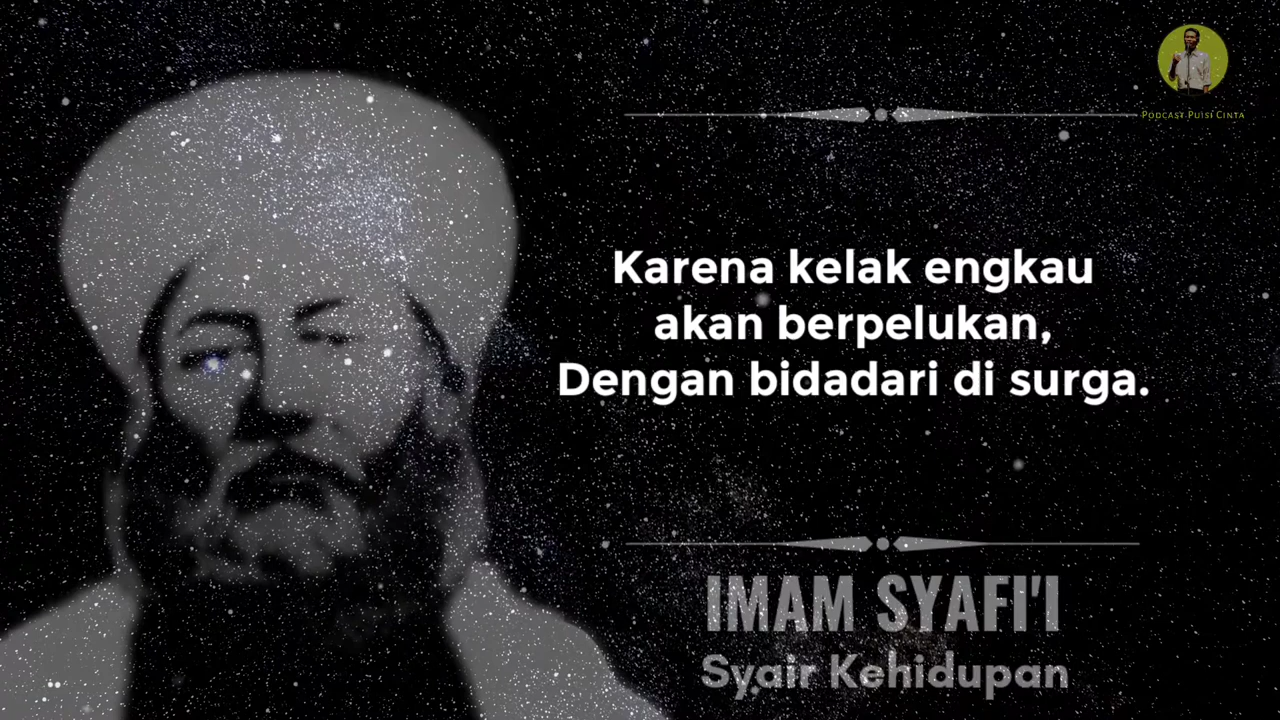 PODCAST PUISI CINTA
Karena kelak engkau
akan berpelukan,
Dengan bidadari di surga.
IMAM SYAFI'I
Syair Kehidupan